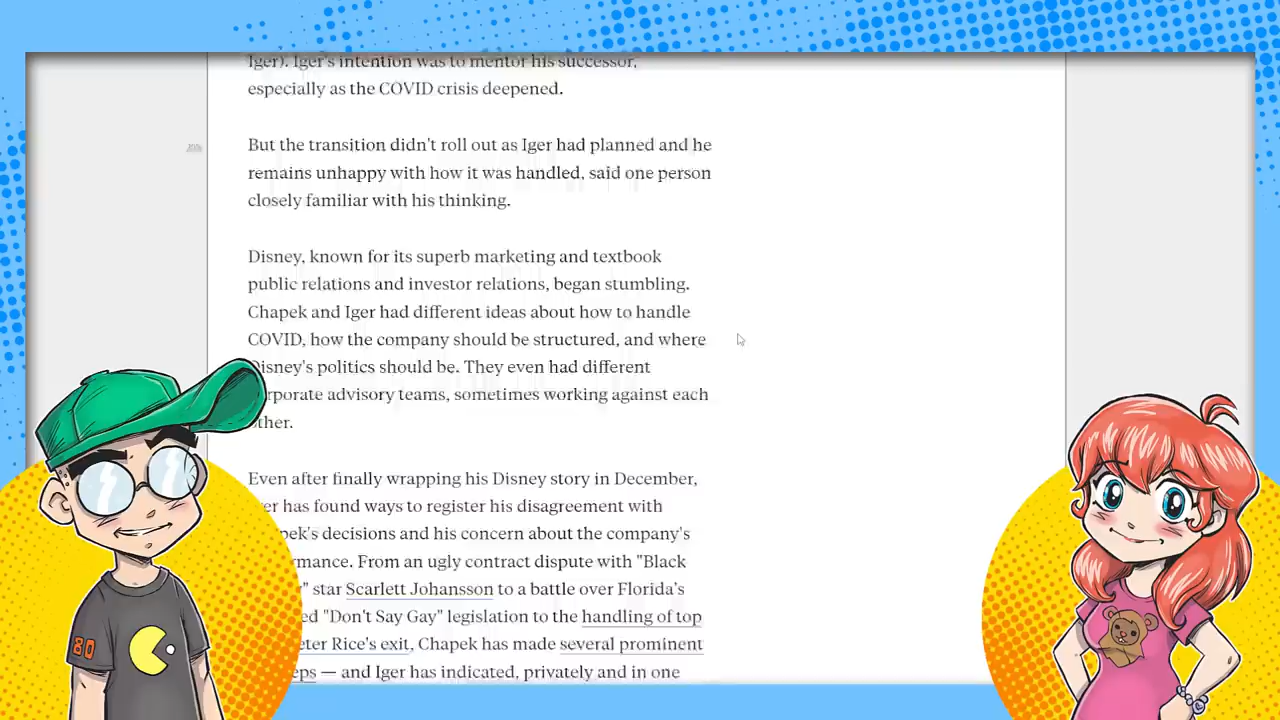 Iger). Iger's intention was to mentor his successor,
especially as the COVID crisis deepened.
But the transition didn't roll out as Iger had planned and he
remains unhappy with how it was handled, said one person
closely familiar with his thinking.
Disney, known for its superb marketing and textbook
public relations and investor relations, began stumbling.
Chapek and Iger had different ideas about how to handle
COVID, how the company should be structured, and where
Disney's politics should be. They even had different
corporate advisory teams, sometimes working against each
other.
Even after finally wrapping his Disney story in December,
has found ways to register his disagreement with
decisions and his concern about the company's
From an ugly contract dispute with "Black
star Scarlett Johansson to a battle over Florida's
"Don't Say Gay" legislation to the handling of top
Rice's exit, Chapek has made several prominent
— and Iger has indicated, privately and in one
80